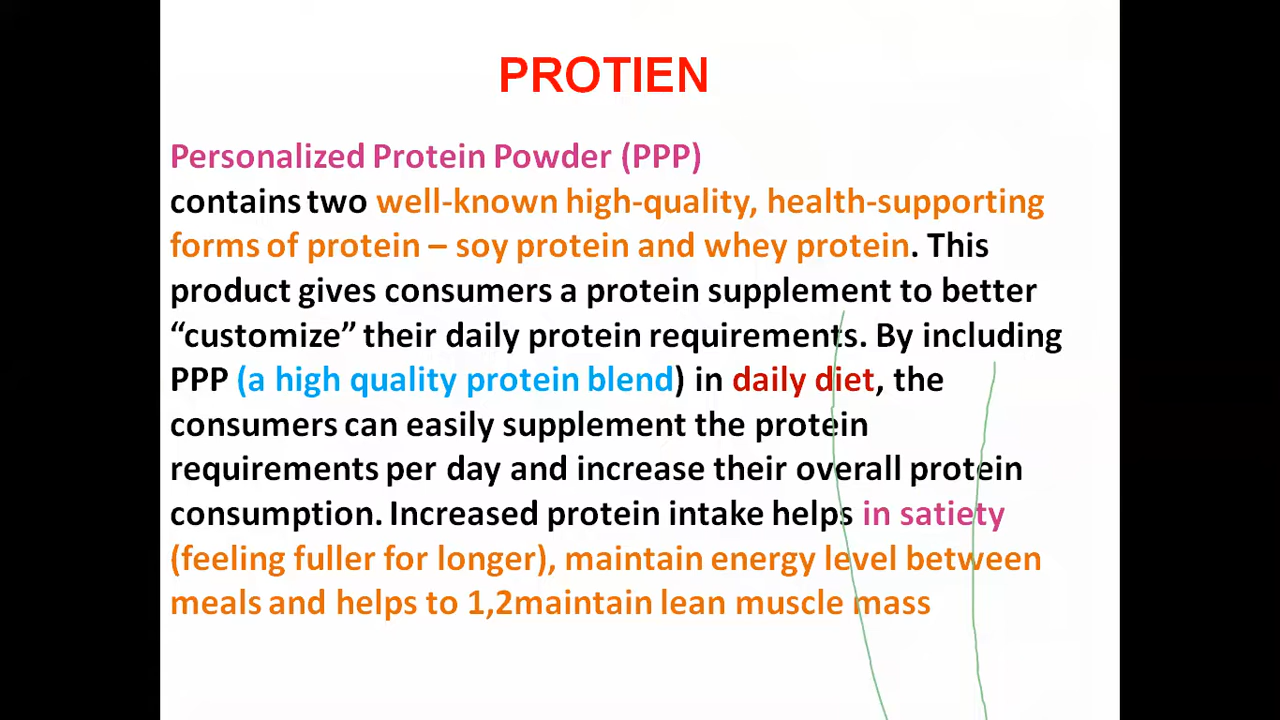 PROTIEN
Personalized Protein Powder (PPP)
contains two well-known high-quality, health-supporting
forms of protein – soy protein and whey protein. This
product gives consumers a protein supplement to better
“customize” their daily protein requirements. By including
PPP (a high quality protein blend) in daily diet, the
consumers can easily supplement the protein
requirements per day and increase their overall protein
consumption. Increased protein intake helps in satiety
(feeling fuller for longer), maintain energy level between
meals and helps to 1,2maintain lean muscle mass